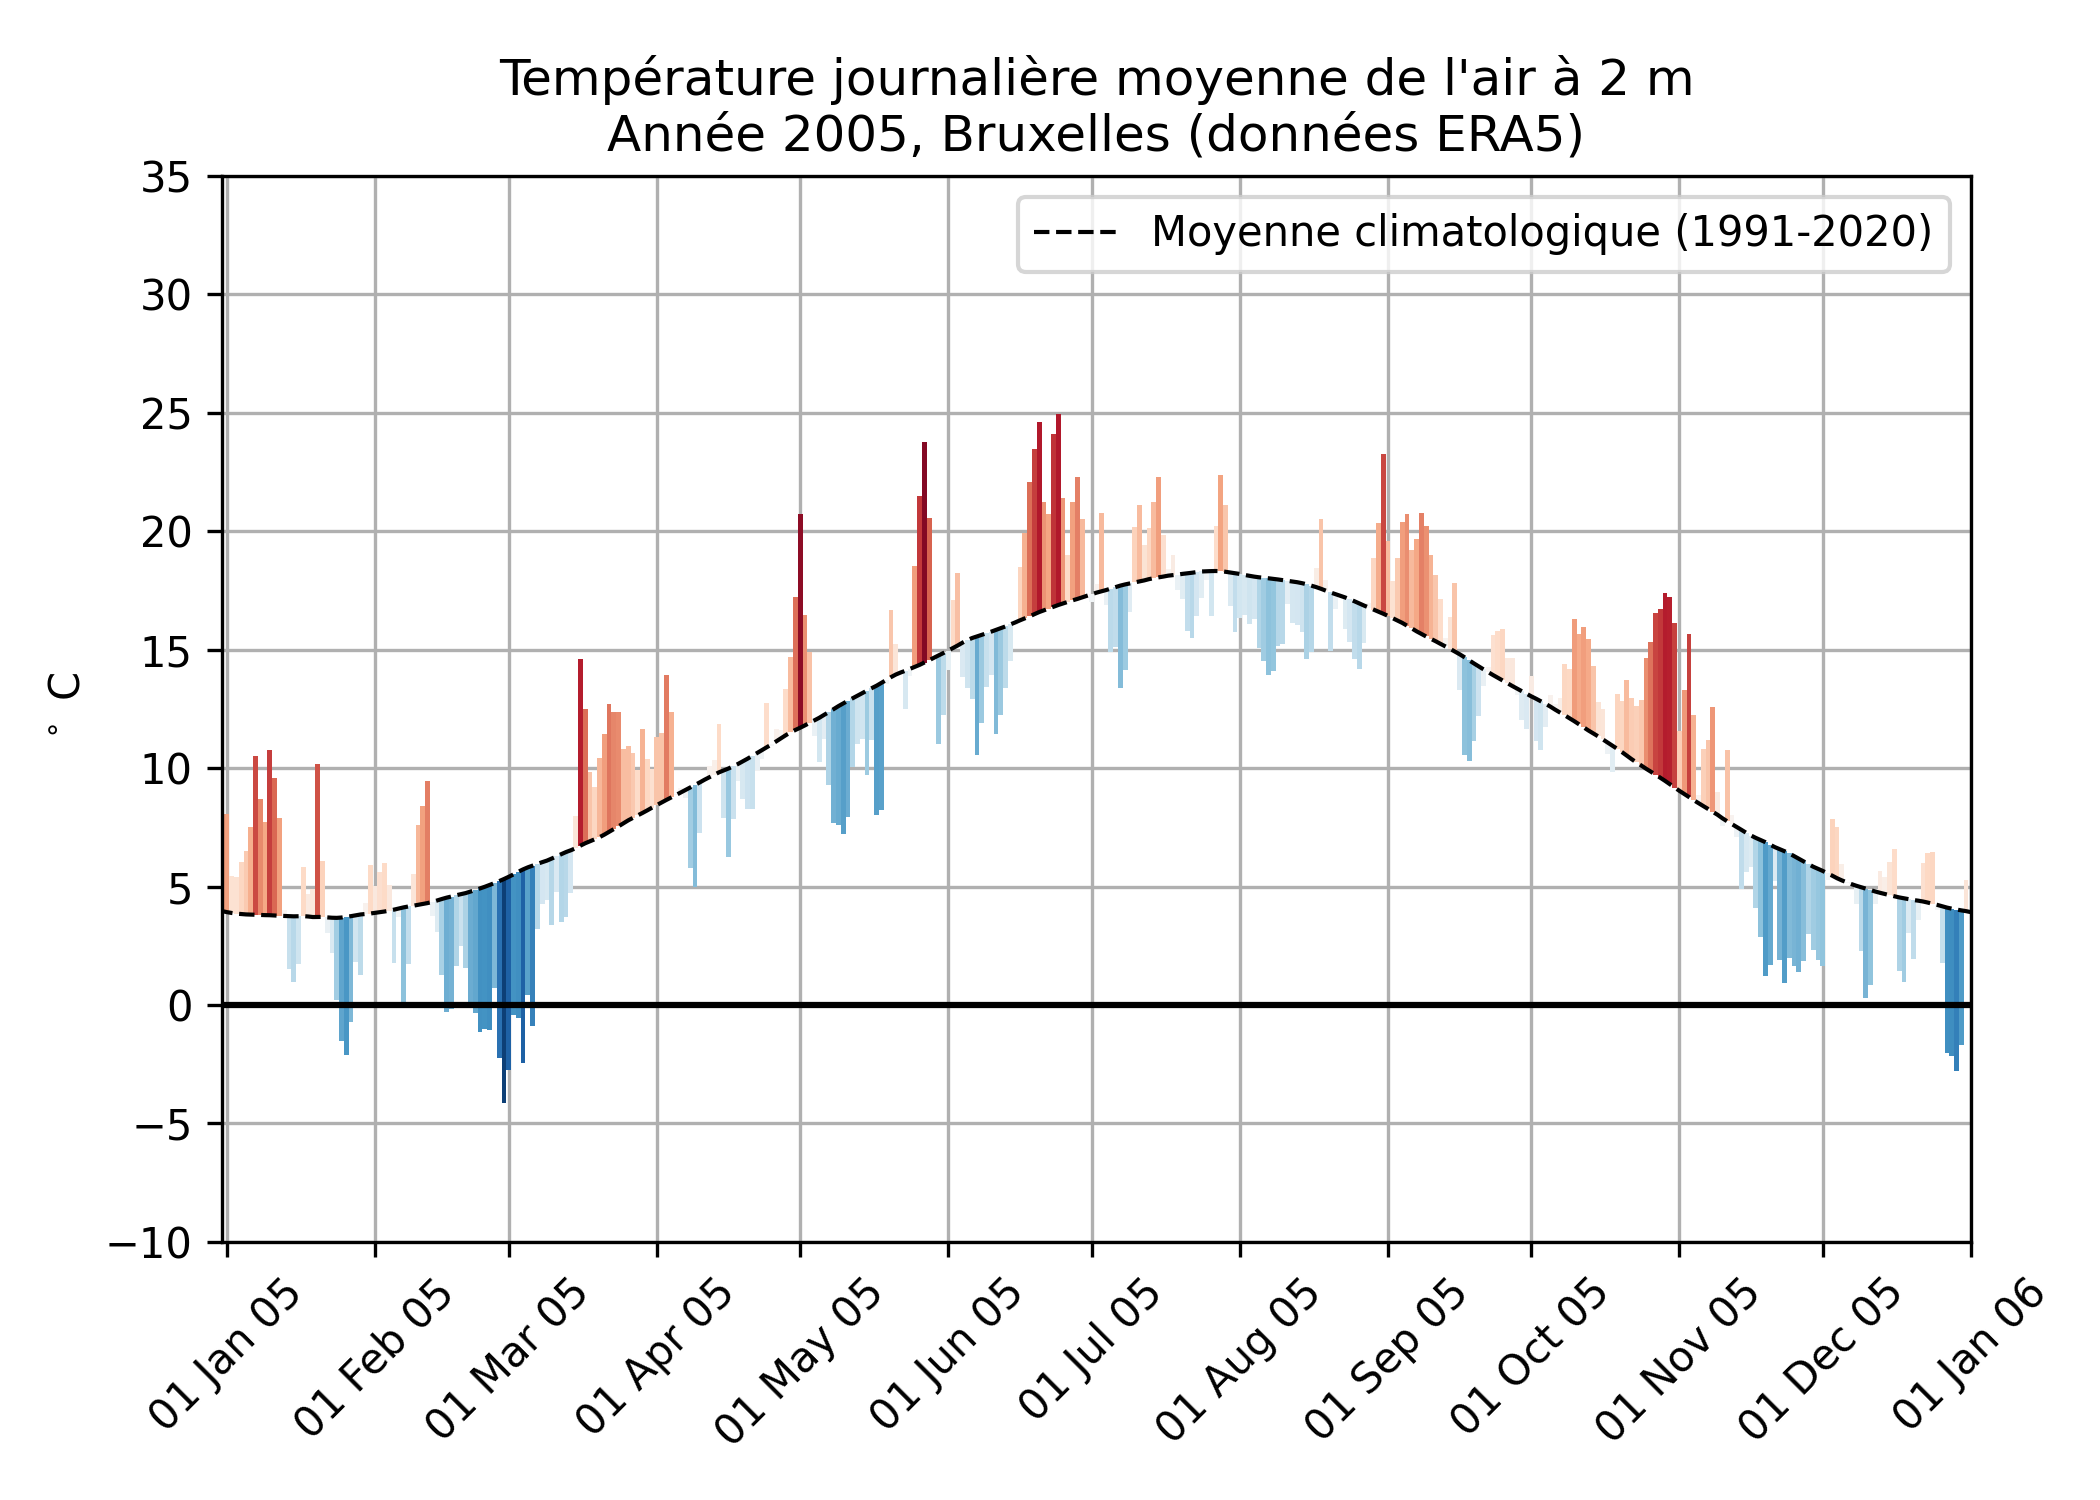 Température journalière moyenne de l'air à 2 m
Année 2005, Bruxelles (données ERA5)
Moyenne climatologique (1991-2020)
° C
35
30
25
20
15
10
5
0
−5
−10
01 Jan 05
01 Feb 05
01 Mar 05
01 Apr 05
01 May 05
01 Jun 05
01 Jul 05
01 Aug 05
01 Sep 05
01 Oct 05
01 Nov 05
01 Dec 05
01 Jan 06